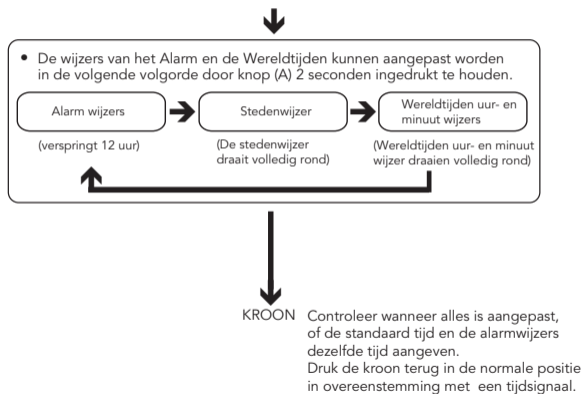 • De wijzers van het Alarm en de Wereldtijden kunnen aangepast worden
in de volgende volgorde door knop (A) 2 seconden ingedrukt te houden.
Alarm wijzers
Stedenwijzer
Wereldtijden uur- en
minuut wijzers
(verspringt 12 uur)
(De stedenwijzer
draait volledig rond)
(Wereldtijden uur- en minuut
wijzer draaien volledig rond)
KROON
Controleer wanneer alles is aangepast,
of de standaard tijd en de alarmwijzers
dezelfde tijd aangeven.
Druk de kroon terug in de normale positie
in overeenstemming met een tijdsignaal.